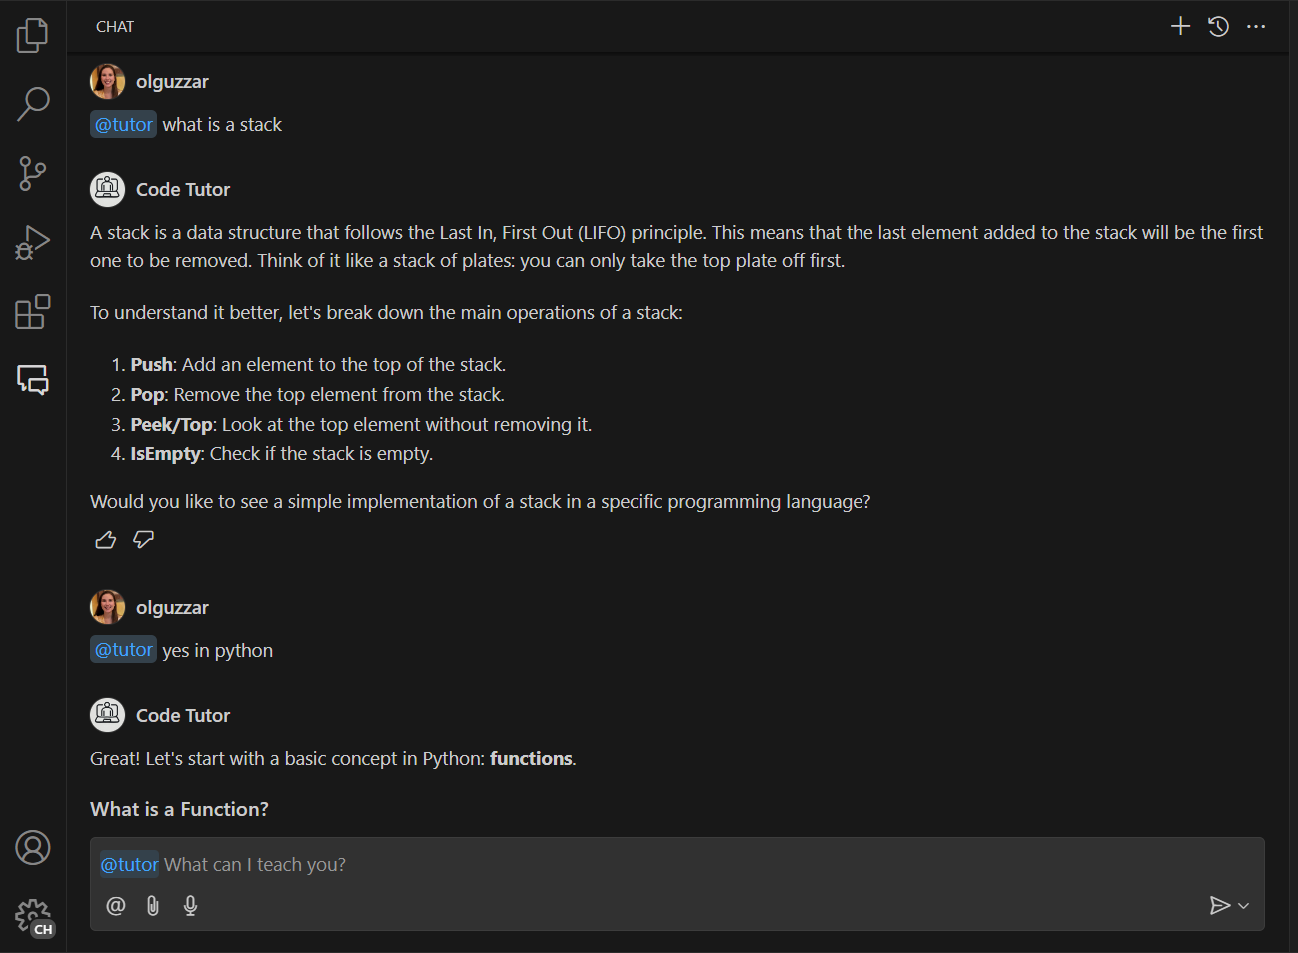 CHAT
olguzzar
@tutor what is a stack
Code Tutor
A stack is a data structure that follows the Last In, First Out (LIFO) principle. This means that the last element added to the stack will be the first
one to be removed. Think of it like a stack of plates: you can only take the top plate off first.
To understand it better, let's break down the main operations of a stack:
1. Push: Add an element to the top of the stack.
2. Pop: Remove the top element from the stack.
3. Peek/Top: Look at the top element without removing it.
4. IsEmpty: Check if the stack is empty.
Would you like to see a simple implementation of a stack in a specific programming language?
olguzzar
@tutor yes in python
Code Tutor
Great! Let's start with a basic concept in Python: functions.
What is a Function?
@tutor What can I teach you?
@
CH